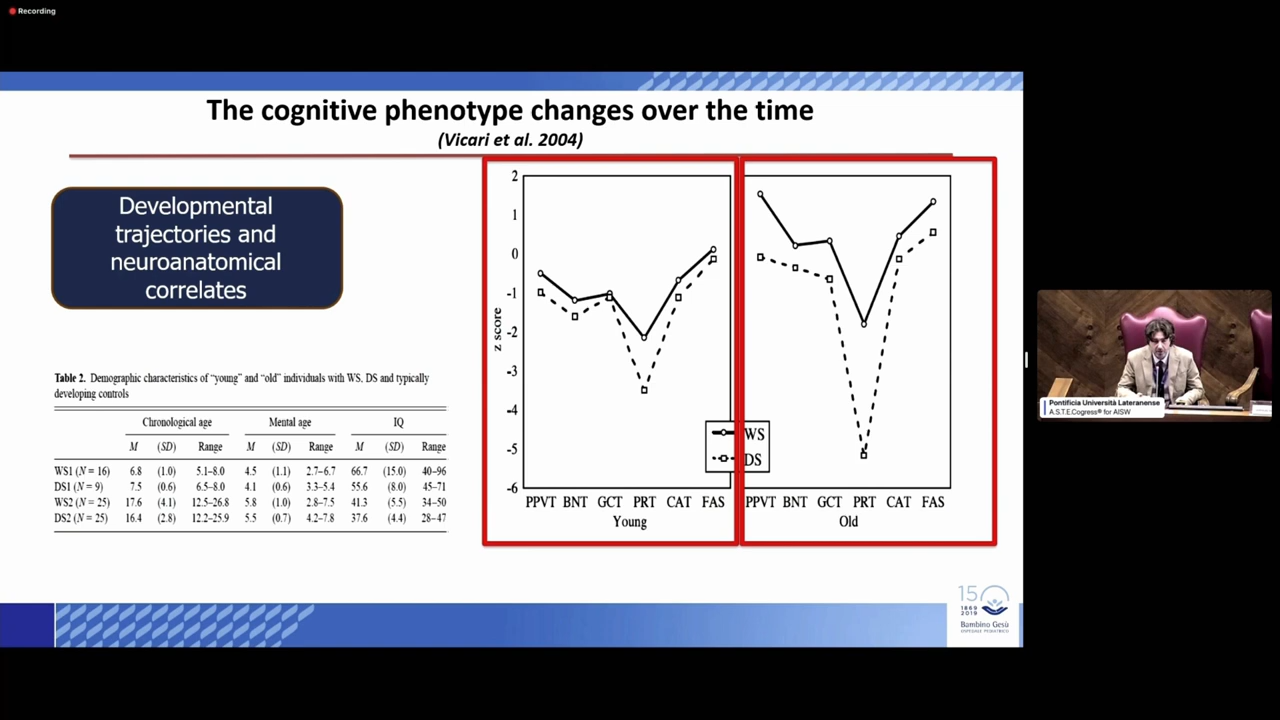 Recording
The cognitive phenotype changes over the time
(Vicari et al. 2004)
Developmental
trajectories and
neuroanatomical
correlates
Table 2. Demographic characteristics of "young" and "old" individuals with WS, DS and typically
developing controls
Chronological age Mental age IQ
M (SD) Range M (SD) Range M (SD) Range
WS1 (N = 16) 6.8 (1.0) 5.1–8.0 4.5 (1.1) 2.7–6.7 66.7 (15.0) 40–96
DS1 (N = 9) 7.5 (0.6) 6.5–8.0 4.1 (0.6) 3.3–5.4 55.6 (8.0) 45–71
WS2 (N = 25) 17.6 (4.1) 12.5–26.8 5.8 (1.0) 2.8–7.5 41.3 (5.5) 34–50
DS2 (N = 25) 16.4 (2.8) 12.2–25.9 5.5 (0.7) 4.2–7.8 37.6 (4.4) 28–47
z score
2
1
0
-1
-2
-3
-4
-5
-6
WS
DS
PPVT BNT GCT PRT CAT FAS PPVT BNT GCT PRT CAT FAS
Young Old
Pontificia Università Lateranense
A.S.T.E.Cogress® for AISW
15
1869
2019
Bambino Gesù
OSPEDALE PEDIATRICO